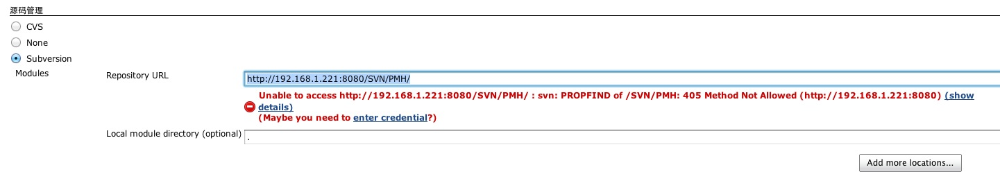 源码管理
CVS
None
Subversion
Modules
Repository URL
http://192.168.1.221:8080/SVN/PMH/
Unable to access http://192.168.1.221:8080/SVN/PMH/ : svn: PROPFIND of /SVN/PMH: 405 Method Not Allowed (http://192.168.1.221:8080) (show
details)
(Maybe you need to enter credential?)
Local module directory (optional)
.
Add more locations...